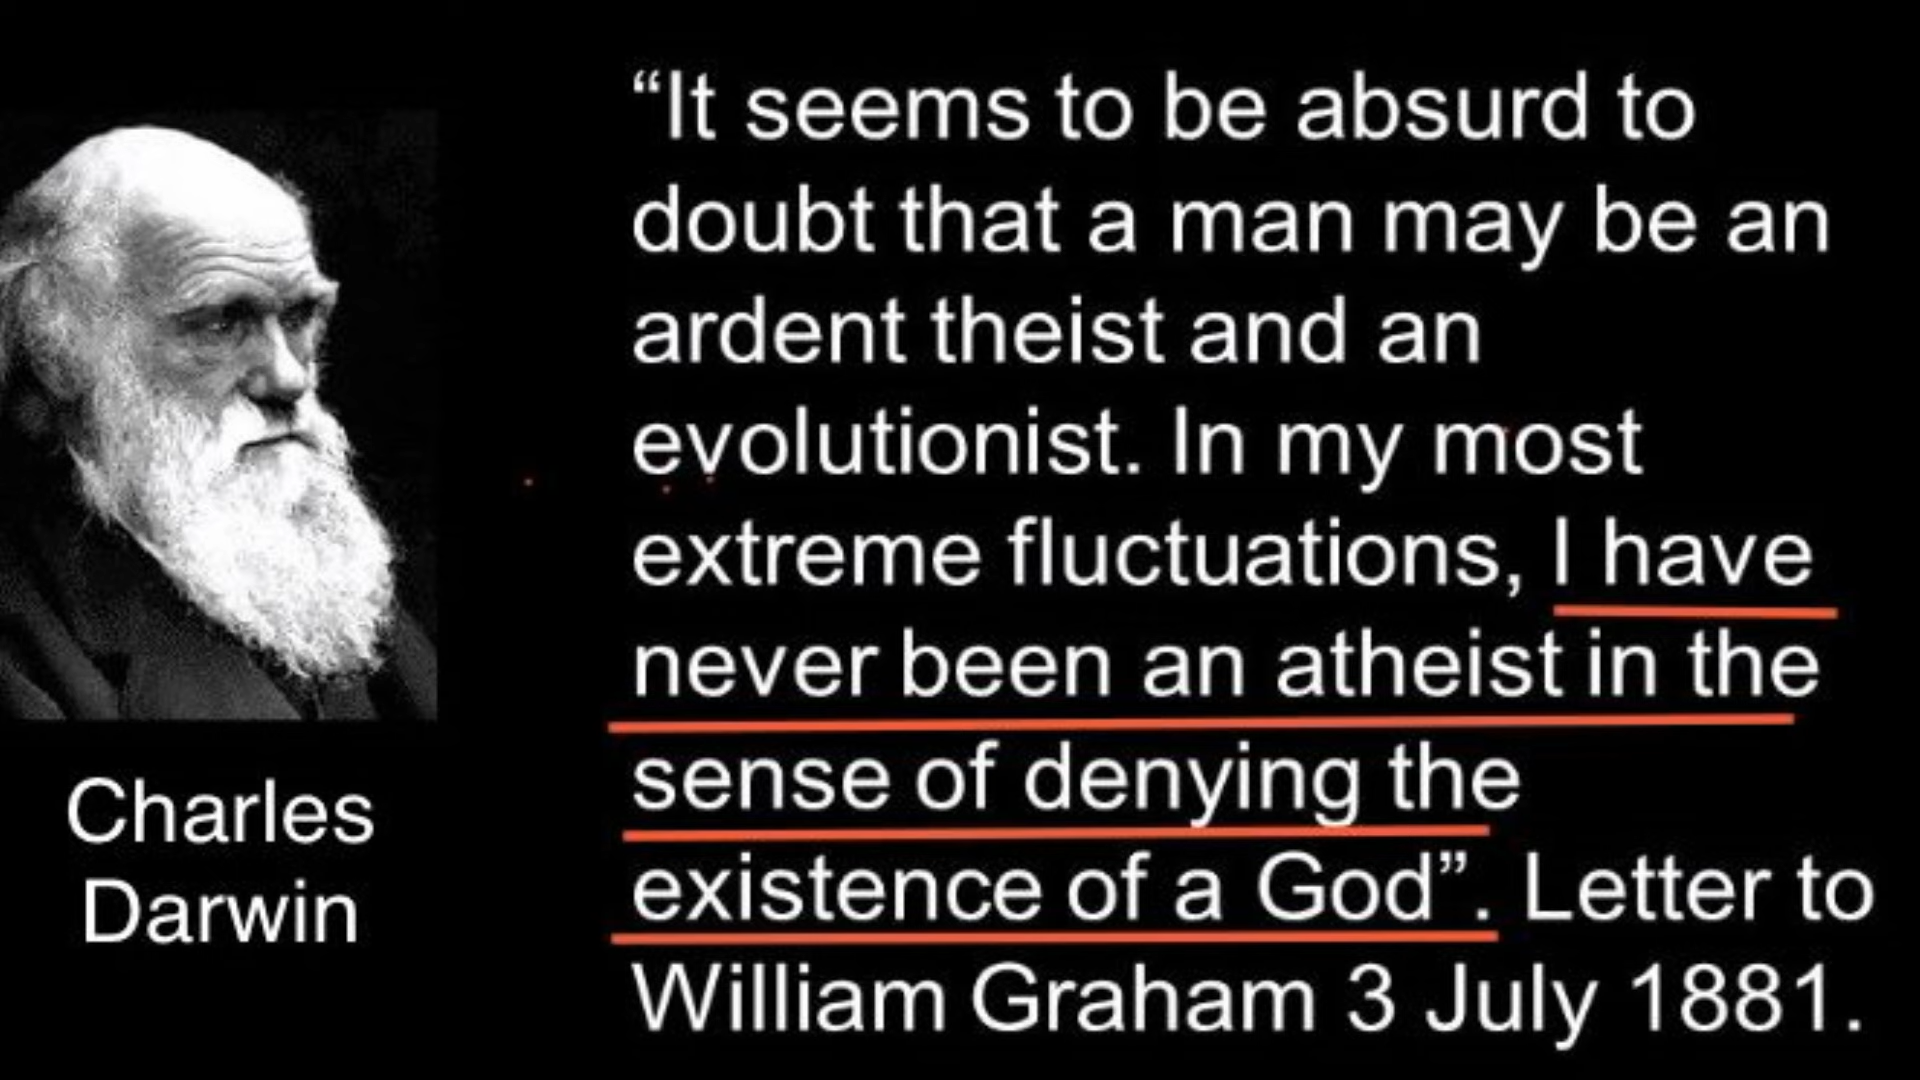 “It seems to be absurd to
doubt that a man may be an
ardent theist and an
evolutionist. In my most
extreme fluctuations, I have
never been an atheist in the
sense of denying the
existence of a God”. Letter to
William Graham 3 July 1881.
Charles
Darwin